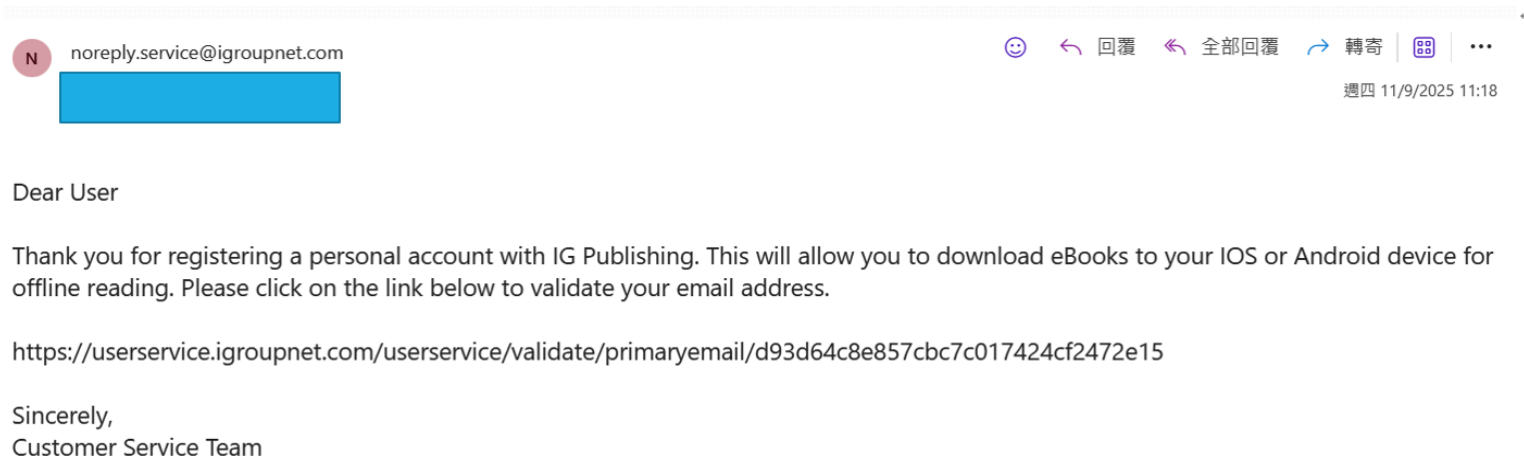 N
noreply.service@igroupnet.com
回覆 全部回覆 轉寄
週四 11/9/2025 11:18
Dear User
Thank you for registering a personal account with IG Publishing. This will allow you to download eBooks to your IOS or Android device for
offline reading. Please click on the link below to validate your email address.
https://userservice.igroupnet.com/userservice/validate/primaryemail/d93d64c8e857cbc7c017424cf2472e15
Sincerely,
Customer Service Team